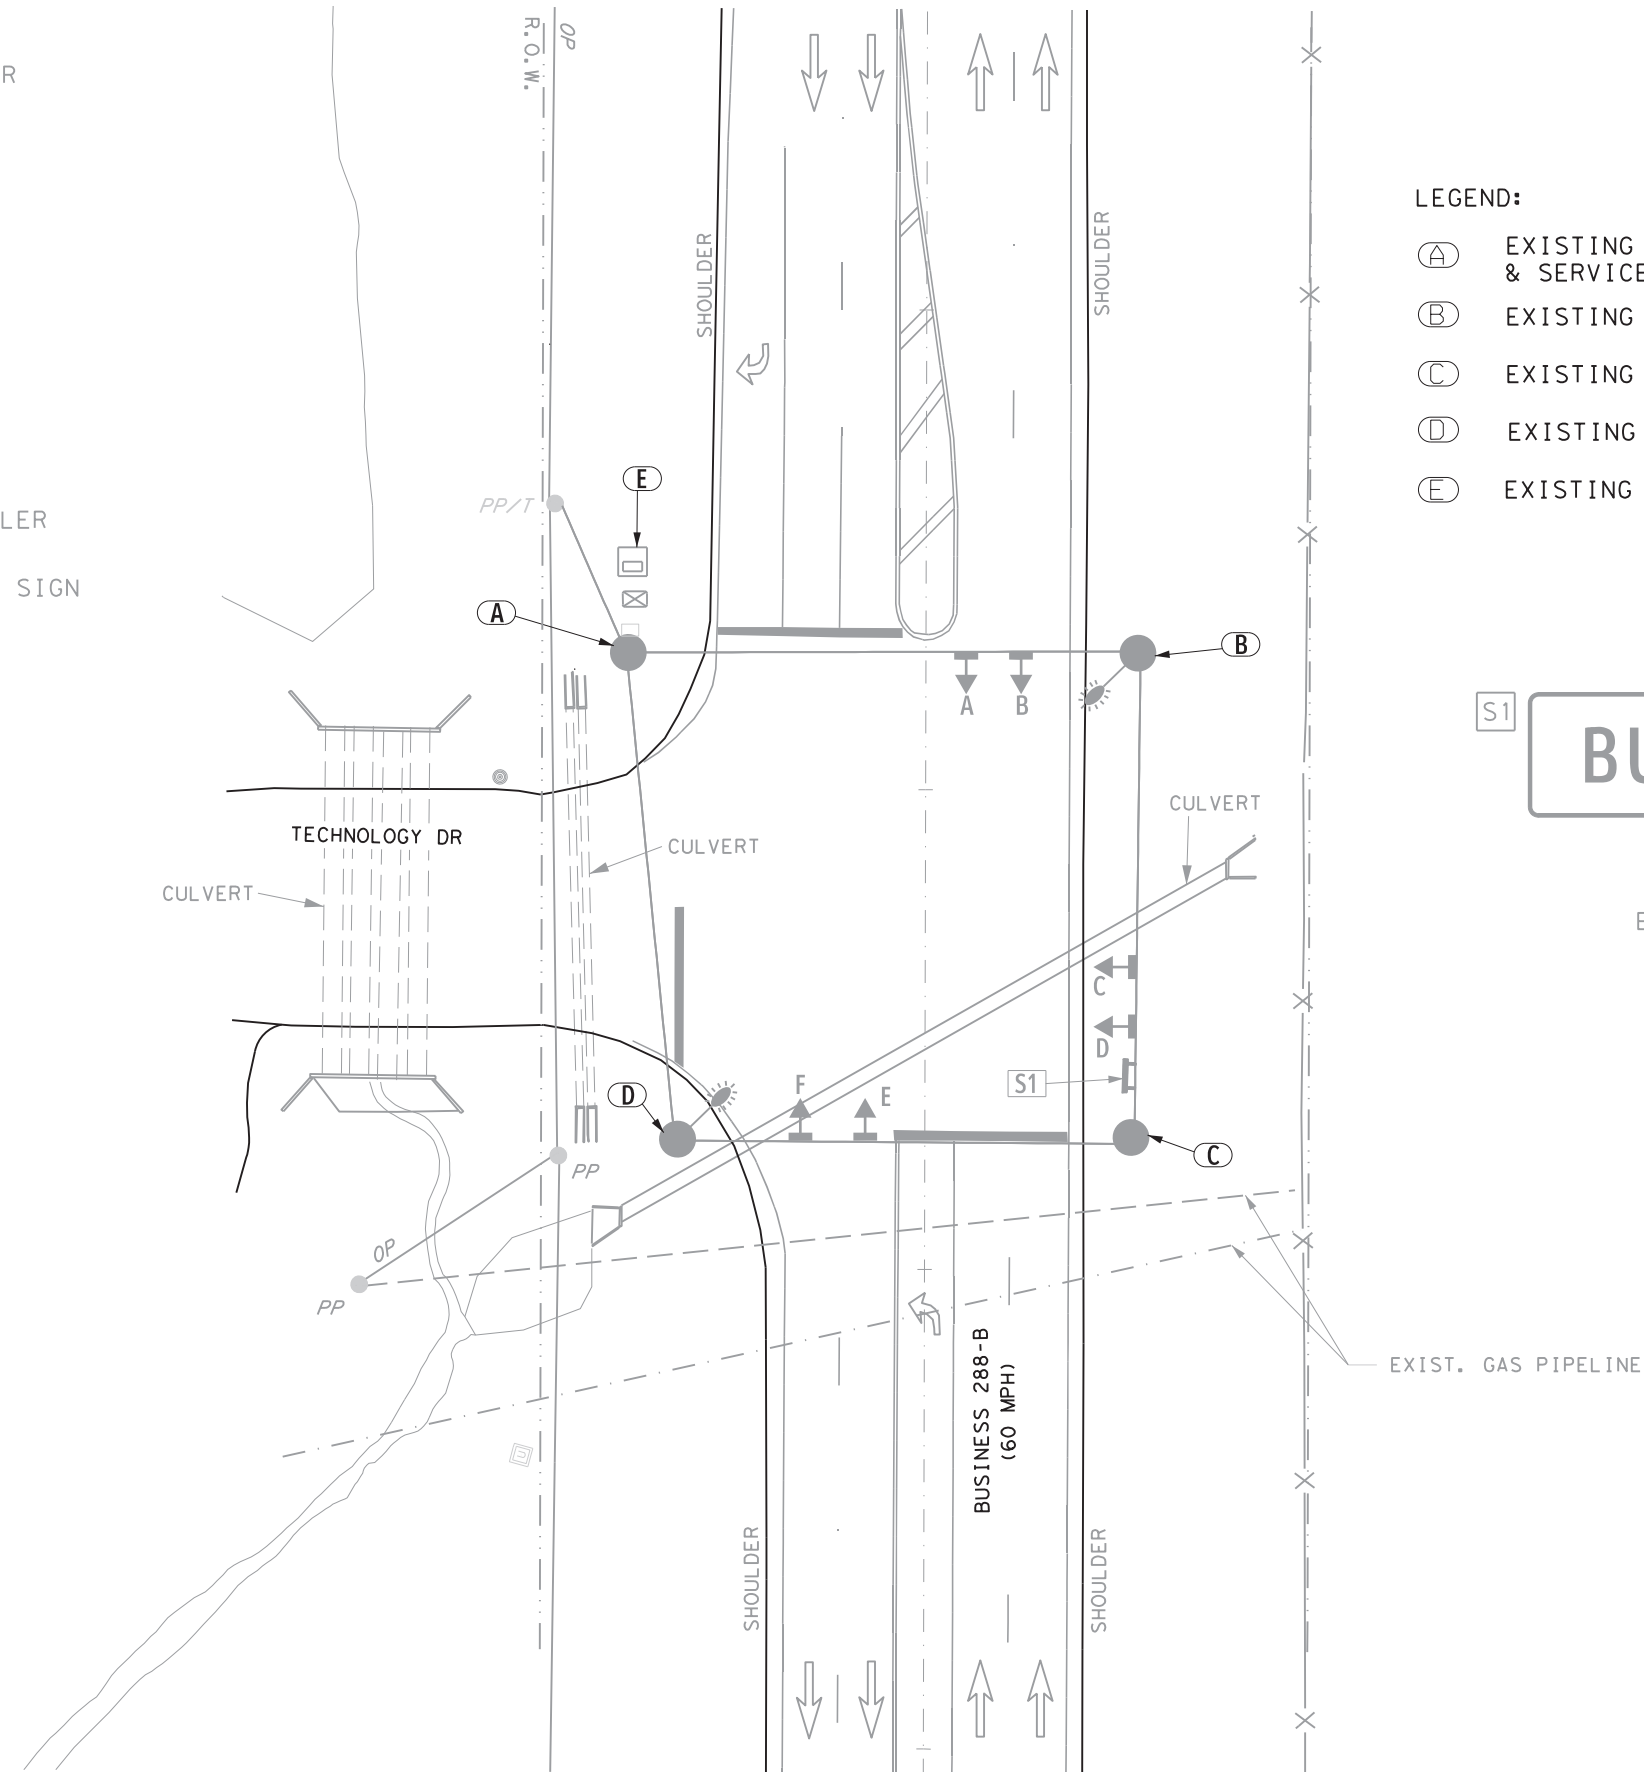 R
R.O.W.
OP
LEGEND:
A EXISTING
& SERVICE
B EXISTING
C EXISTING
D EXISTING
E EXISTING
SHOULDER
SHOULDER
E
PP/T
LER
SIGN
A
B
A B
S1
BU
CULVERT
TECHNOLOGY DR
CULVERT
CULVERT
E
C
D
S1
F
E
D
C
PP
OP
PP
BUSINESS 288-B
(60 MPH)
EXIST. GAS PIPELINE
SHOULDER
SHOULDER